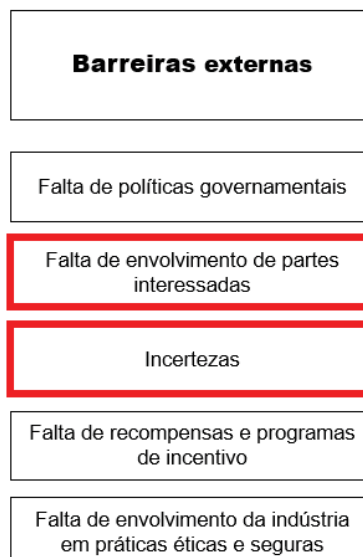 Barreiras externas
Falta de políticas governamentais
Falta de envolvimento de partes
interessadas
Incertezas
Falta de recompensas e programas
de incentivo
Falta de envolvimento da indústria
em práticas éticas e seguras